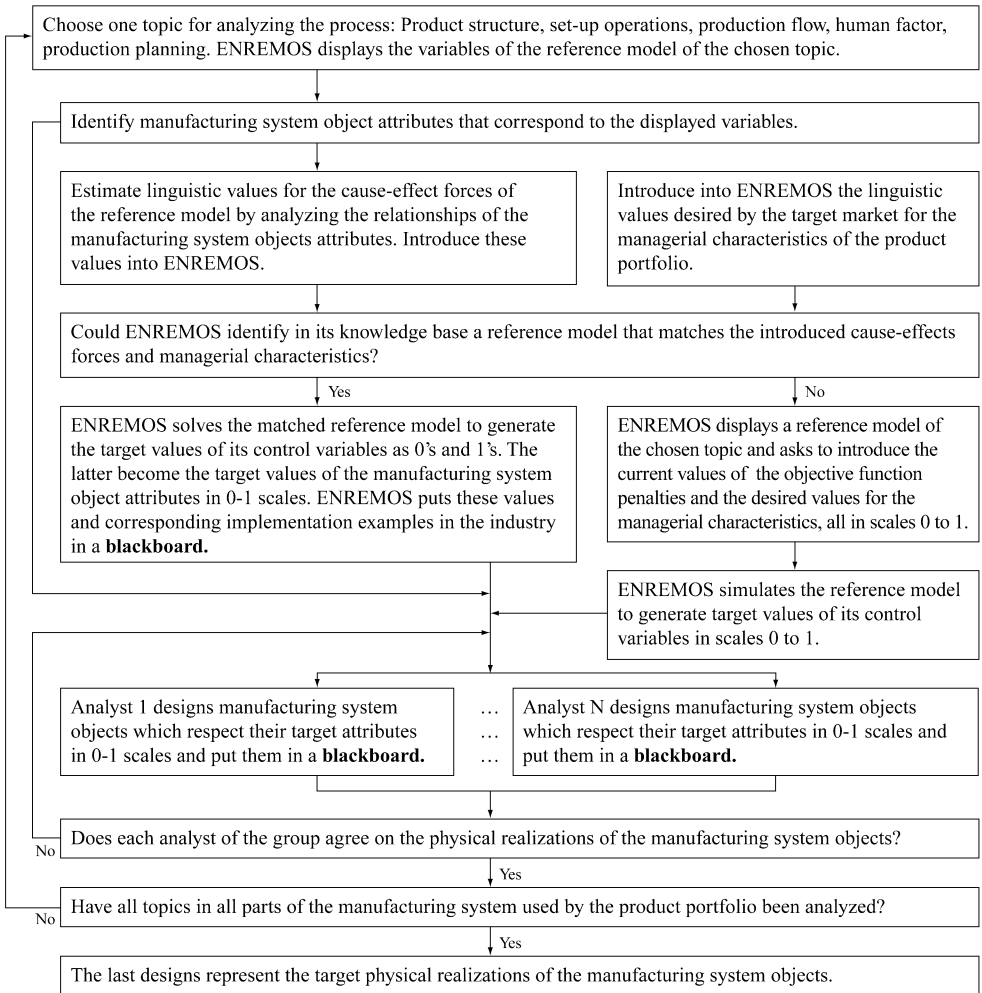 Choose one topic for analyzing the process: Product structure, set-up operations, production flow, human factor,
production planning. ENREMOS displays the variables of the reference model of the chosen topic.
Identify manufacturing system object attributes that correspond to the displayed variables.
Estimate linguistic values for the cause-effect forces of
the reference model by analyzing the relationships of the
manufacturing system objects attributes. Introduce these
values into ENREMOS.
Introduce into ENREMOS the linguistic
values desired by the target market for the
managerial characteristics of the product
portfolio.
Could ENREMOS identify in its knowledge base a reference model that matches the introduced cause-effects
forces and managerial characteristics?
Yes
No
ENREMOS solves the matched reference model to generate
the target values of its control variables as 0's and 1's. The
latter become the target values of the manufacturing system
object attributes in 0-1 scales. ENREMOS puts these values
and corresponding implementation examples in the industry
in a blackboard.
ENREMOS displays a reference model of
the chosen topic and asks to introduce the
current values of the objective function
penalties and the desired values for the
managerial characteristics, all in scales 0 to 1.
ENREMOS simulates the reference model
to generate target values of its control
variables in scales 0 to 1.
Analyst 1 designs manufacturing system
objects which respect their target attributes
in 0-1 scales and put them in a blackboard.
…
…
…
Analyst N designs manufacturing system objects
which respect their target attributes in 0-1 scales and
put them in a blackboard.
Does each analyst of the group agree on the physical realizations of the manufacturing system objects?
No
Yes
Have all topics in all parts of the manufacturing system used by the product portfolio been analyzed?
No
Yes
The last designs represent the target physical realizations of the manufacturing system objects.